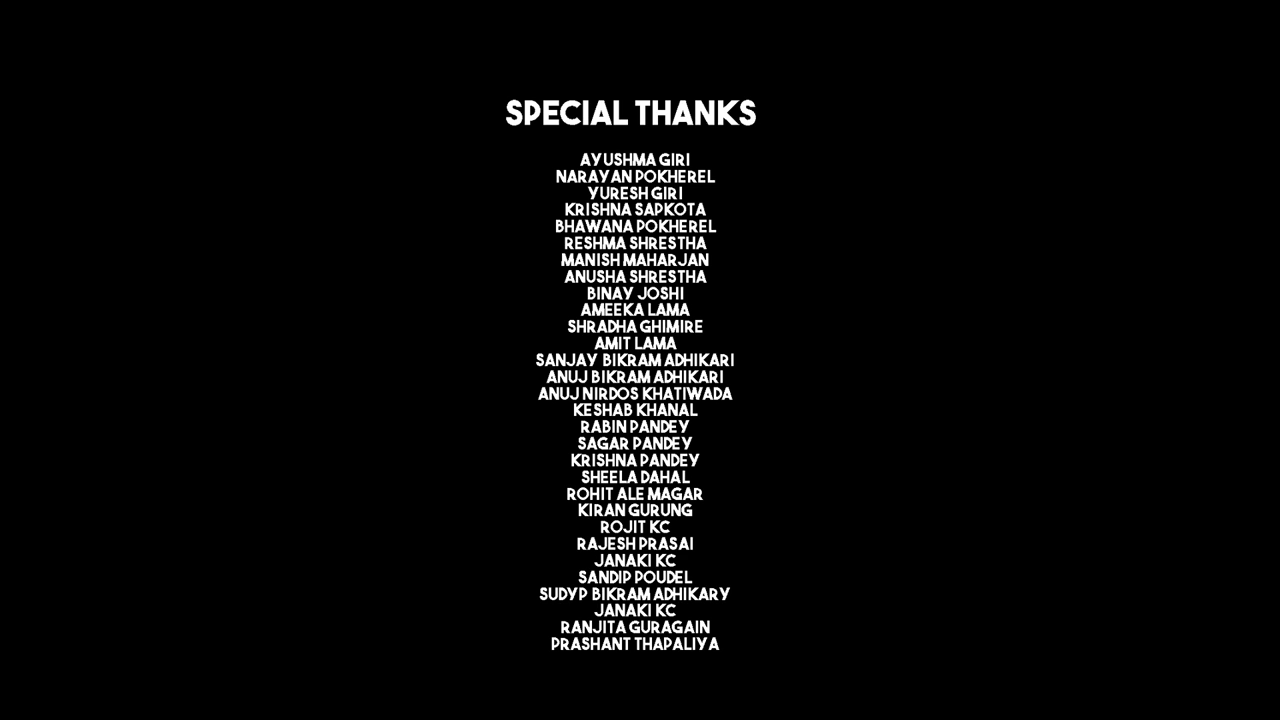 SPECIAL THANKS
AYUSHMA GIRI
NARAYAN POKHEREL
YURESH GIRI
KRISHNA SAPKOTA
BHAWANA POKHEREL
RESHMA SHRESTHA
MANISH MAHARJAN
ANUSHA SHRESTHA
BINAY JOSHI
AMEEKA LAMA
SHRADHA GHIMIRE
AMIT LAMA
SANJAY BIKRAM ADHIKARI
ANUJ BIKRAM ADHIKARI
ANUJ NIRDOS KHATIWADA
KESHAB KHANAL
RABIN PANDEY
SAGAR PANDEY
KRISHNA PANDEY
SHEELA DAHAL
ROHIT ALE MAGAR
KIRAN GURUNG
ROJIT KC
RAJESH PRASAI
JANAKI KC
SANDIP POUDEL
SUDYP BIKRAM ADHIKARY
JANAKI KC
RANJITA GURAGAIN
PRASHANT THAPALIYA